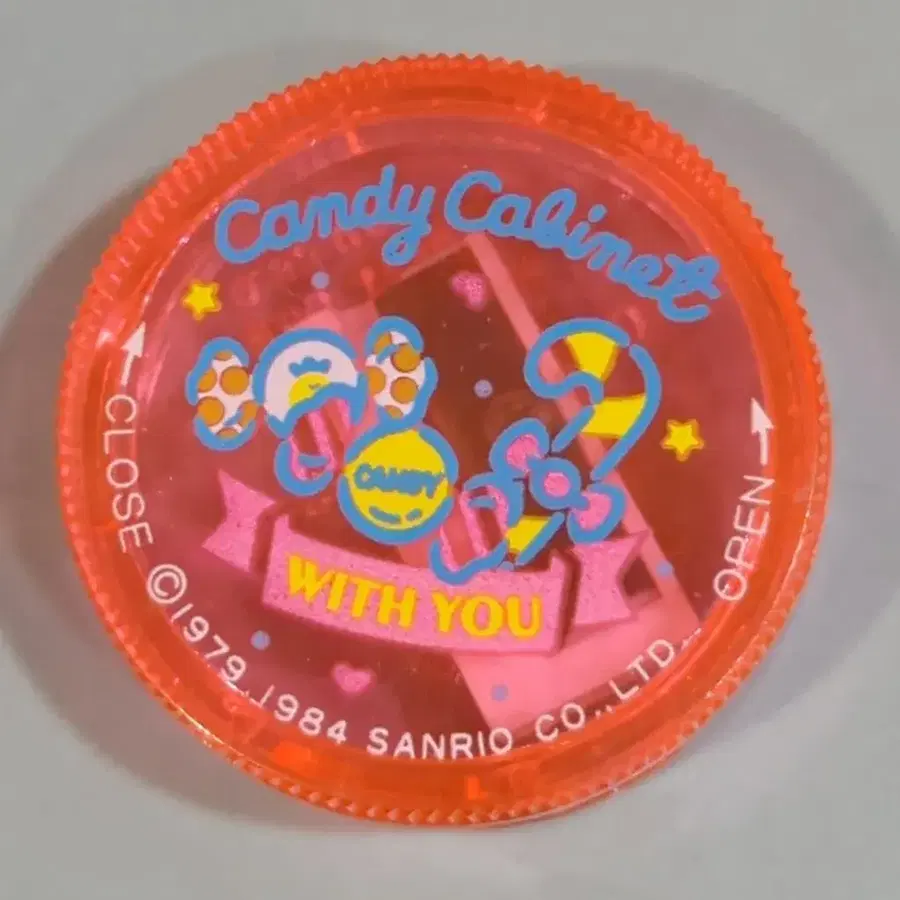 Candy Cabinet
CANDY
WITH YOU
CLOSE
OPEN
©1979, 1984 SANRIO CO., LTD.